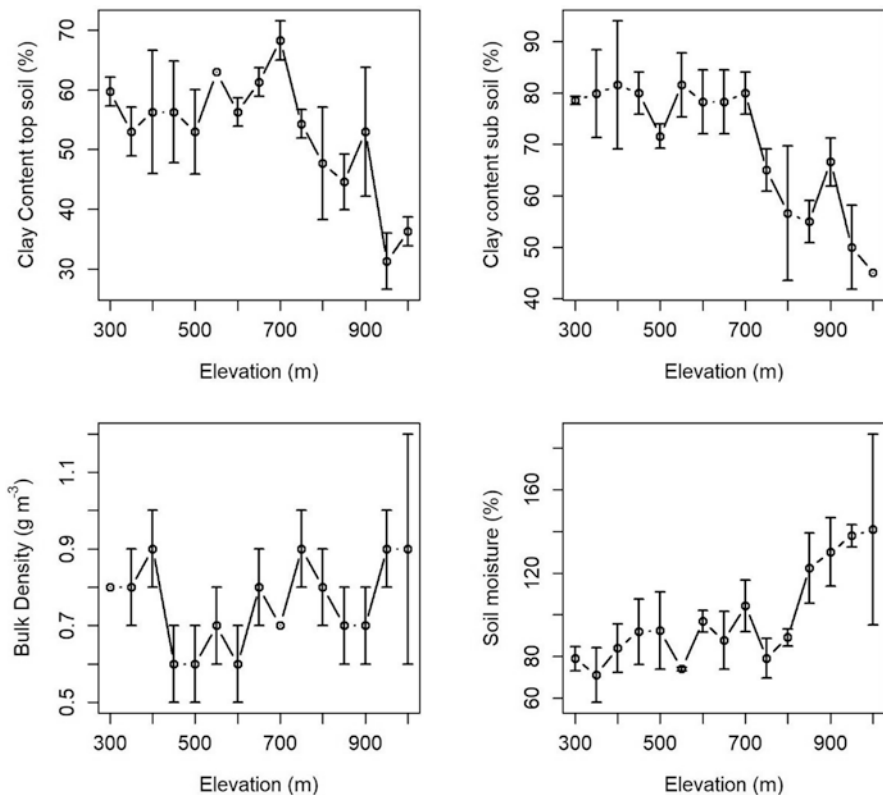 Clay Content top soil (%)
70
60
50
40
30
300 500 700 900
Elevation (m)
Clay content sub soil (%)
90
80
70
60
50
40
300 500 700 900
Elevation (m)
Bulk Density (g m⁻³)
1.1
0.9
0.7
0.5
300 500 700 900
Elevation (m)
Soil moisture (%)
160
120
80
60
300 500 700 900
Elevation (m)